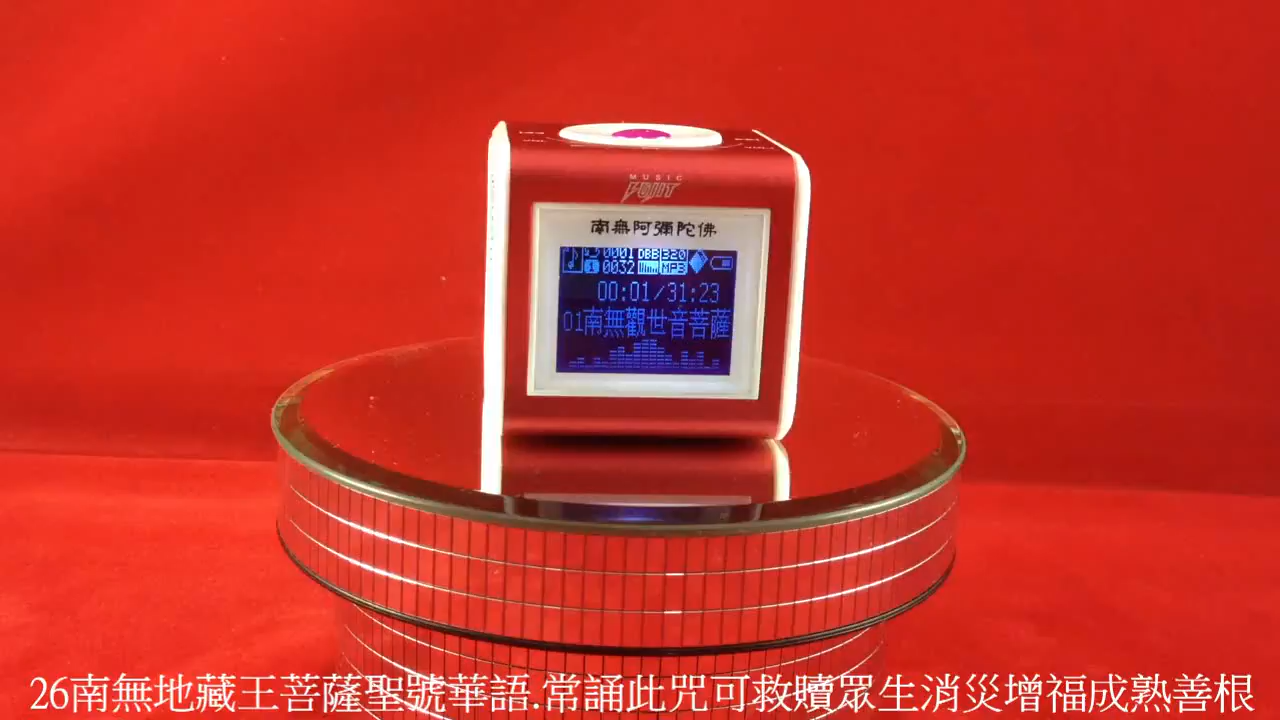 MUSIC
南無阿彌陀佛
0001 DBB 320
0032 MP3
00:01/31:23
01南無觀世音菩薩
26南無地藏王菩薩聖號華語.常誦此咒可救贖眾生消災增福成熟善根